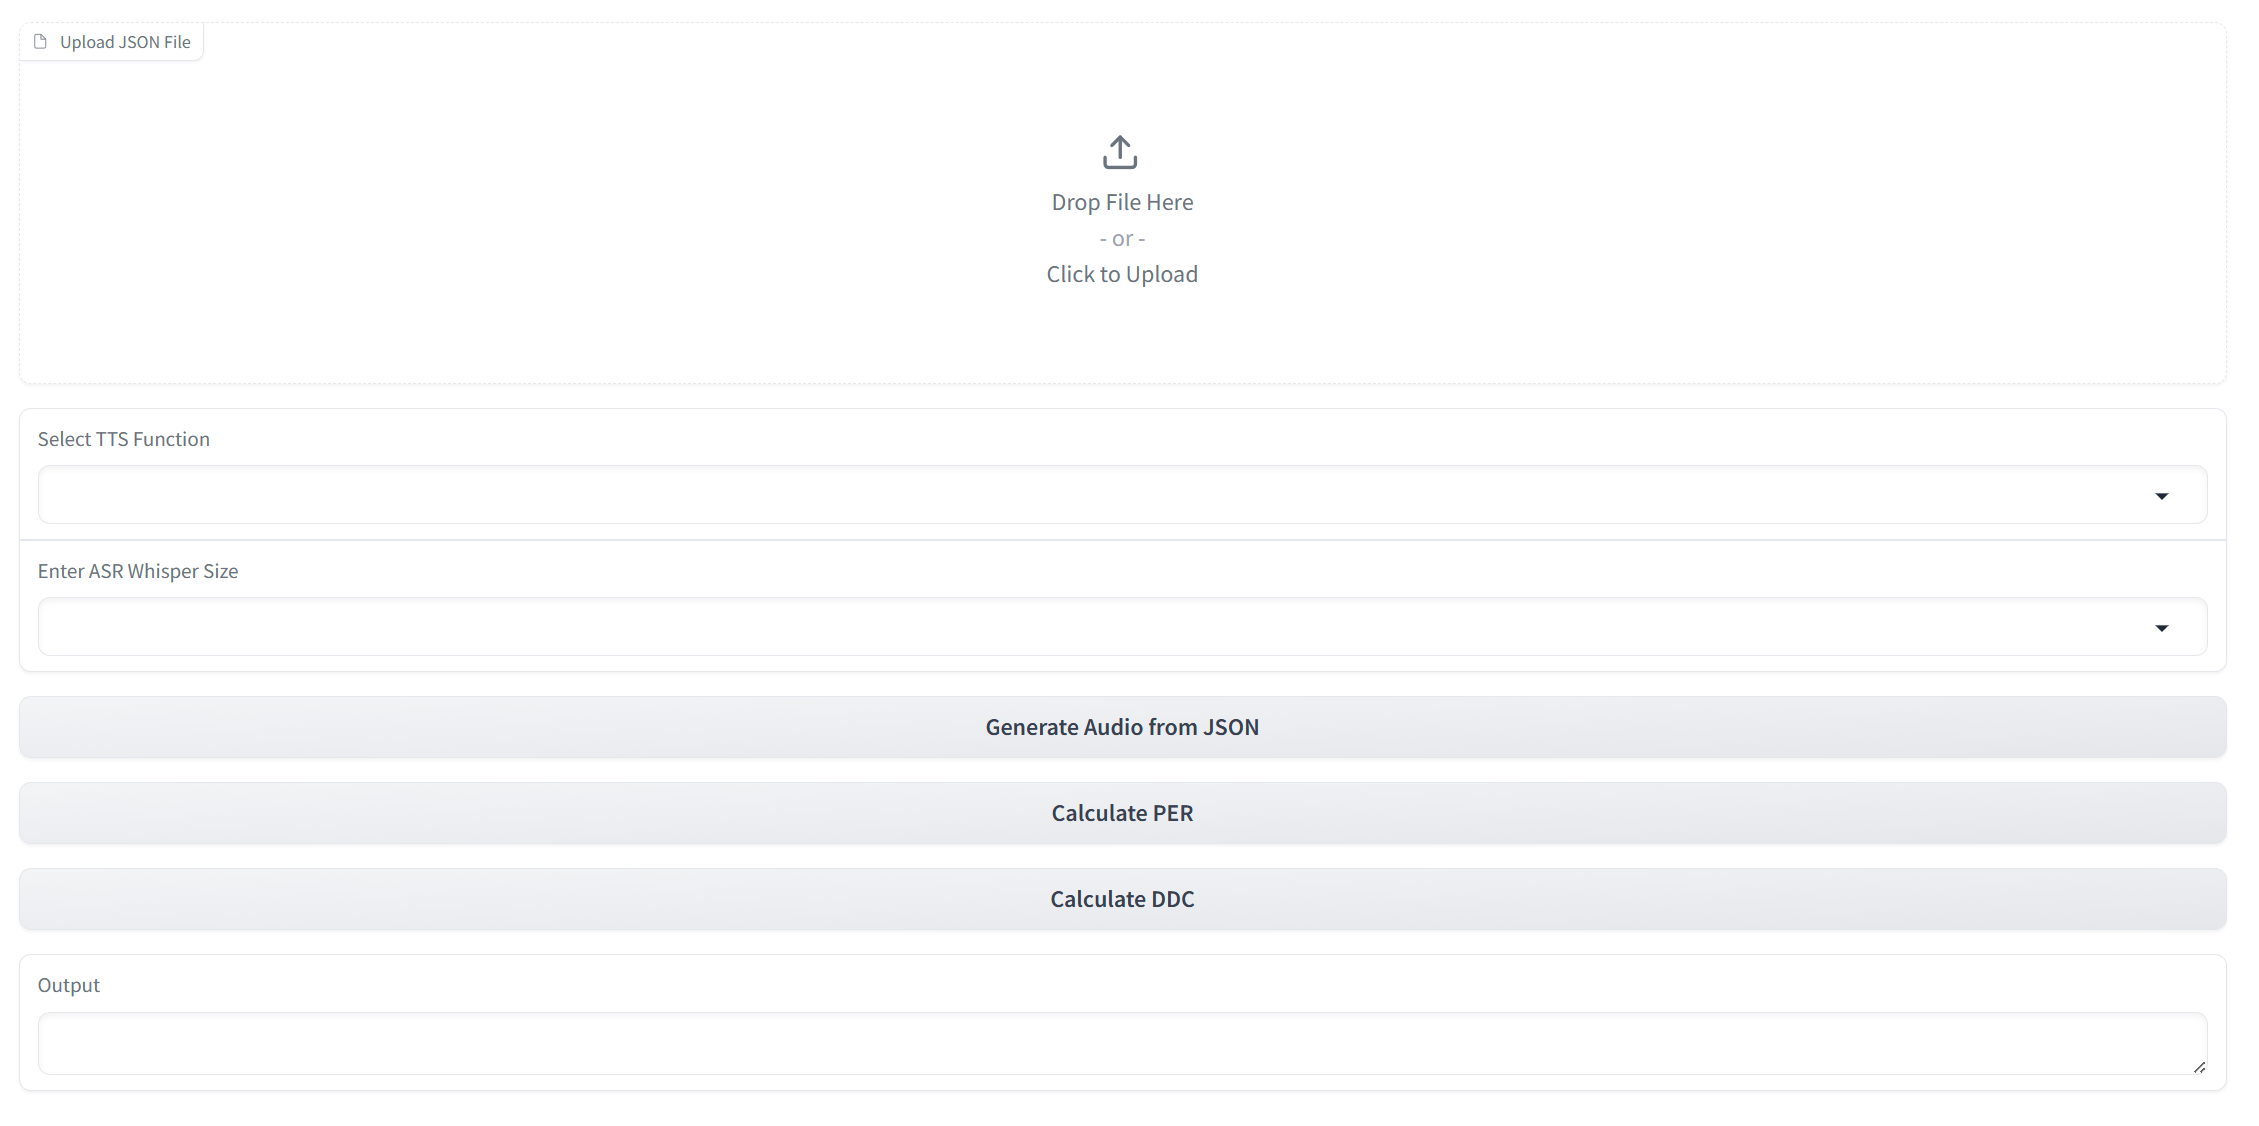 Upload JSON File
Drop File Here
- or -
Click to Upload
Select TTS Function
Enter ASR Whisper Size
Generate Audio from JSON
Calculate PER
Calculate DDC
Output